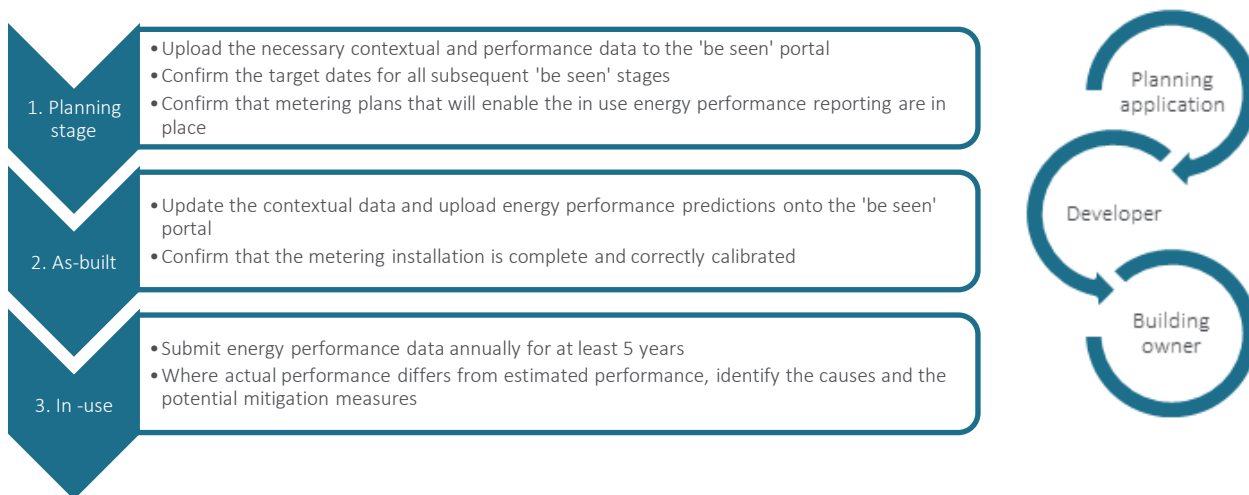 1. Planning
stage
• Upload the necessary contextual and performance data to the 'be seen' portal
• Confirm the target dates for all subsequent 'be seen' stages
• Confirm that metering plans that will enable the in use energy performance reporting are in
place
2. As-built
• Update the contextual data and upload energy performance predictions onto the 'be seen'
portal
• Confirm that the metering installation is complete and correctly calibrated
3. In -use
• Submit energy performance data annually for at least 5 years
• Where actual performance differs from estimated performance, identify the causes and the
potential mitigation measures
Planning
application
Developer
Building
owner